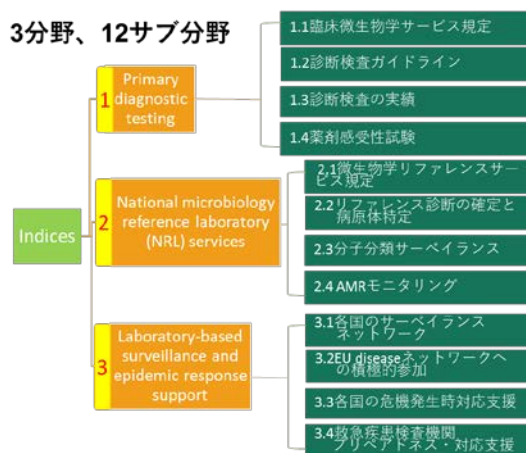 3分野、12サブ分野
Indices
1
Primary
diagnostic
testing
1.1臨床微生物学サービス規定
1.2診断検査ガイドライン
1.3診断検査の実績
1.4薬剤感受性試験
2
National microbiology
reference laboratory
(NRL) services
2.1微生物学リファレンスサー
ビス規定
2.2リファレンス診断の確定と
病原体特定
2.3分子分類サーベイランス
2.4 AMRモニタリング
3
Laboratory-based
surveillance and
epidemic response
support
3.1各国のサーベイランス
ネットワーク
3.2EU diseaseネットワークへ
の積極的参加
3.3各国の危機発生時対応支援
3.4救急疾患検査機関
プリペアドネス・対応支援